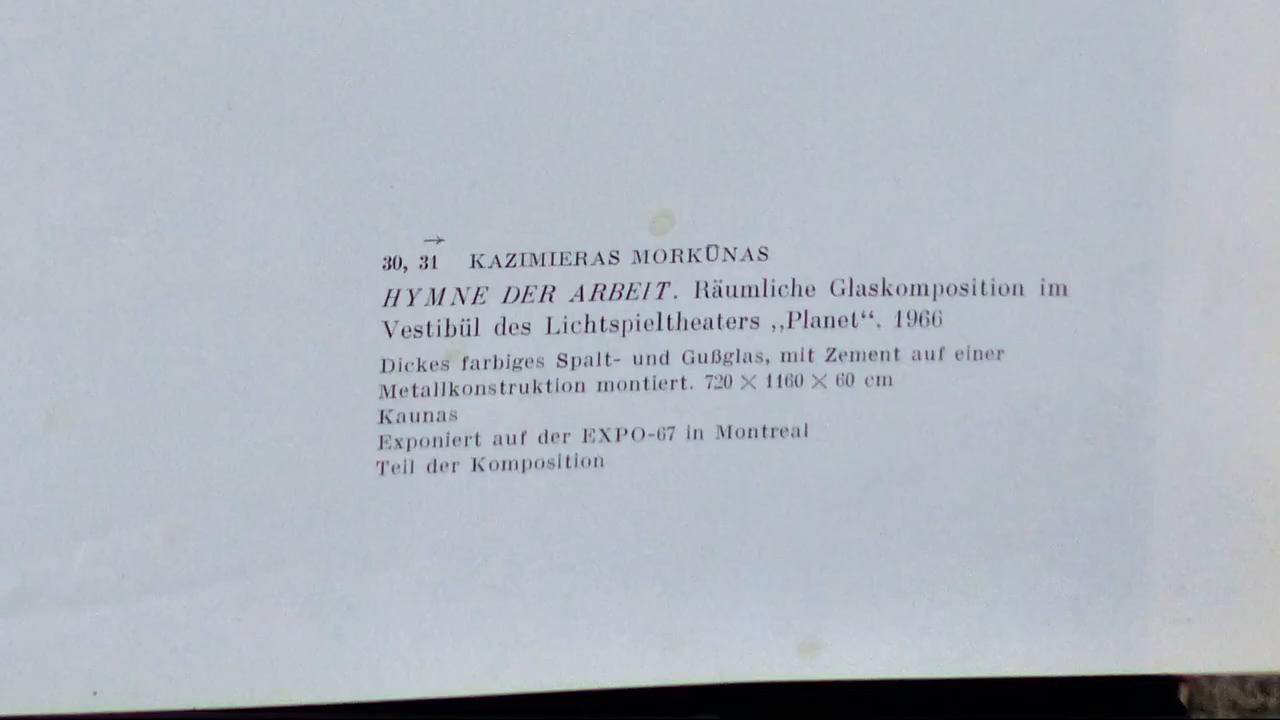 30, 31 → KAZIMIERAS MORKŪNAS
HYMNE DER ARBEIT. Räumliche Glaskomposition im
Vestibül des Lichtspieltheaters ,,Planet“. 1966
Dickes farbiges Spalt- und Gußglas, mit Zement auf einer
Metallkonstruktion montiert. 720 × 1160 × 60 cm
Kaunas
Exponiert auf der EXPO-67 in Montreal
Teil der Komposition